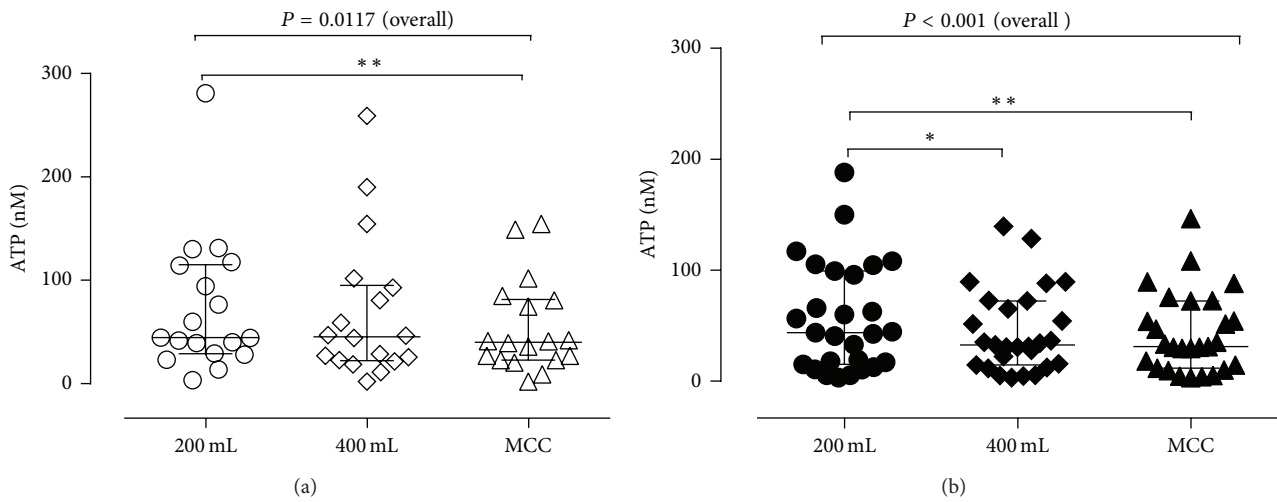 P = 0.0117 (overall)
**
300
200
100
0
ATP (nM)
200 mL
400 mL
MCC
(a)
P < 0.001 (overall )
**
*
300
200
100
0
ATP (nM)
200 mL
400 mL
MCC
(b)